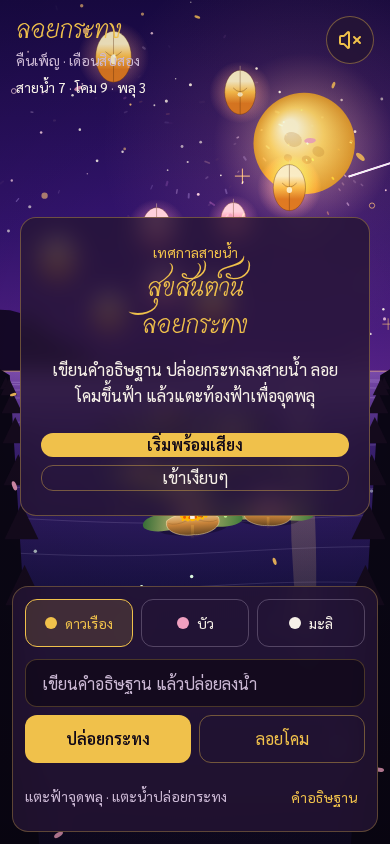 ลอยกระทง
คืนเพ็ญ · เดือนสิบสอง
สายน้ำ 7 · โคม 9 · พลุ 3
เทศกาลสายน้ำ
สุขสันต์วัน
ลอยกระทง
เขียนคำอธิษฐาน ปล่อยกระทงลงสายน้ำ ลอย
โคมขึ้นฟ้า แล้วแตะท้องฟ้าเพื่อจุดพลุ
เริ่มพร้อมเสียง
เข้าเงียบๆ
ดาวเรือง
บัว
มะลิ
เขียนคำอธิษฐาน แล้วปล่อยลงน้ำ
ปล่อยกระทง
ลอยโคม
แตะฟ้าจุดพลุ · แตะน้ำปล่อยกระทง
คำอธิษฐาน